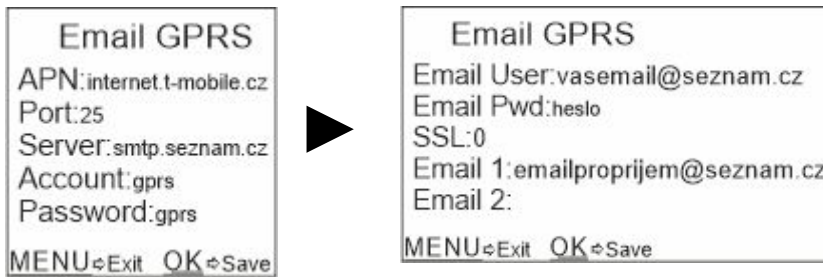 Email GPRS
APN:internet.t-mobile.cz
Port:25
Server:smtp.seznam.cz
Account:gprs
Password:gprs
MENU⇨Exit OK⇨Save
Email GPRS
Email User:vasemail@seznam.cz
Email Pwd:heslo
SSL:0
Email 1:emailproprijem@seznam.cz
Email 2:
MENU⇨Exit OK⇨Save